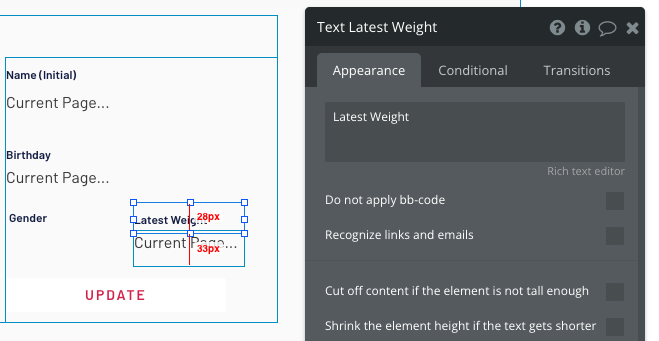 Name (Initial)
Current Page...
Birthday
Current Page...
Gender
Latest Weig
28px
Current Page...
33px
UPDATE
Text Latest Weight
Appearance
Conditional
Transitions
Latest Weight
Rich text editor
Do not apply bb-code
Recognize links and emails
Cut off content if the element is not tall enough
Shrink the element height if the text gets shorter